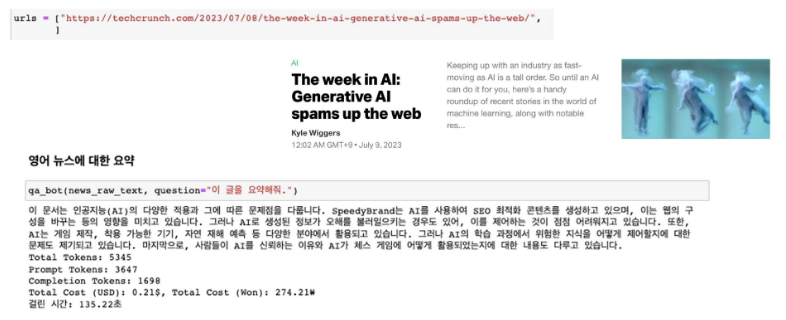 urls = ["https://techcrunch.com/2023/07/08/the-week-in-ai-generative-ai-spams-up-the-web/",
]
AI
The week in AI:
Generative AI
spams up the web
Kyle Wiggers
12:02 AM GMT+9 • July 9, 2023
Keeping up with an industry as fast-
moving as AI is a tall order. So until an AI
can do it for you, here's a handy
roundup of recent stories in the world of
machine learning, along with notable
res...
영어 뉴스에 대한 요약
qa_bot(news_raw_text, question="이 글을 요약해줘.")
이 문서는 인공지능(AI)의 다양한 적용과 그에 따른 문제점을 다룹니다. SpeedyBrand는 AI를 사용하여 SEO 최적화 콘텐츠를 생성하고 있으며, 이는 웹의 구
성을 바꾸는 등의 영향을 미치고 있습니다. 그러나 AI로 생성된 정보가 오해를 불러일으키는 경우도 있어, 이를 제어하는 것이 점점 어려워지고 있습니다. 또한,
AI는 게임 제작, 착용 가능한 기기, 자연 재해 예측 등 다양한 분야에서 활용되고 있습니다. 그러나 AI의 학습 과정에서 위험한 지식을 어떻게 제어할지에 대한
문제도 제기되고 있습니다. 마지막으로, 사람들이 AI를 신뢰하는 이유와 AI가 체스 게임에 어떻게 활용되었는지에 대한 내용도 다루고 있습니다.
Total Tokens: 5345
Prompt Tokens: 3647
Completion Tokens: 1698
Total Cost (USD): 0.21$, Total Cost (Won): 274.21₩
걸린 시간: 135.22초